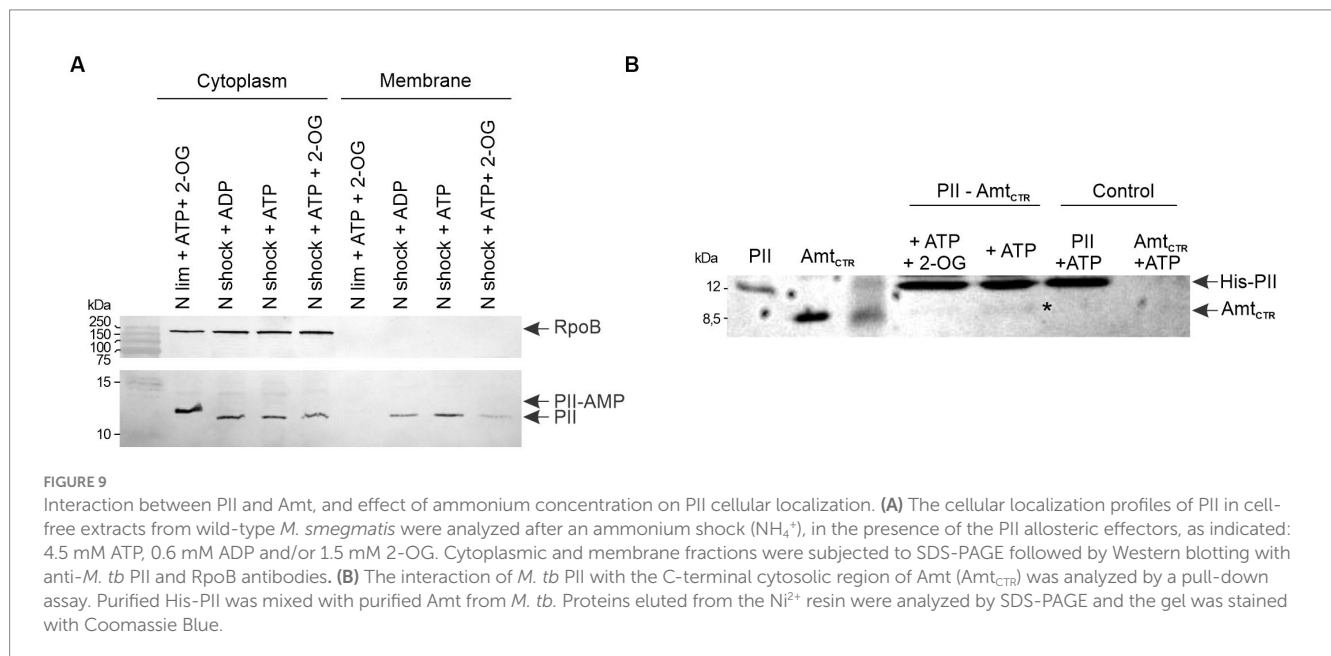 A
Cytoplasm
Membrane
N lim + ATP+ 2-OG
N shock + ADP
N shock + ATP
N shock + ATP + 2-OG
N lim + ATP + 2-OG
N shock + ADP
N shock + ATP
N shock + ATP+ 2-OG
kDa
250
150
100
75
RpoB
15
10
PII-AMP
PII
B
PII - AmtCTR
Control
kDa
PII
AmtCTR
+ ATP
+ 2-OG
+ ATP
PII
+ATP
AmtCTR
+ATP
12
8,5
*
His-PII
AmtCTR
FIGURE 9
Interaction between PII and Amt, and effect of ammonium concentration on PII cellular localization. (A) The cellular localization profiles of PII in cell-
free extracts from wild-type M. smegmatis were analyzed after an ammonium shock (NH₄⁺), in the presence of the PII allosteric effectors, as indicated:
4.5 mM ATP, 0.6 mM ADP and/or 1.5 mM 2-OG. Cytoplasmic and membrane fractions were subjected to SDS-PAGE followed by Western blotting with
anti-M. tb PII and RpoB antibodies. (B) The interaction of M. tb PII with the C-terminal cytosolic region of Amt (AmtCTR) was analyzed by a pull-down
assay. Purified His-PII was mixed with purified Amt from M. tb. Proteins eluted from the Ni²⁺ resin were analyzed by SDS-PAGE and the gel was stained
with Coomassie Blue.